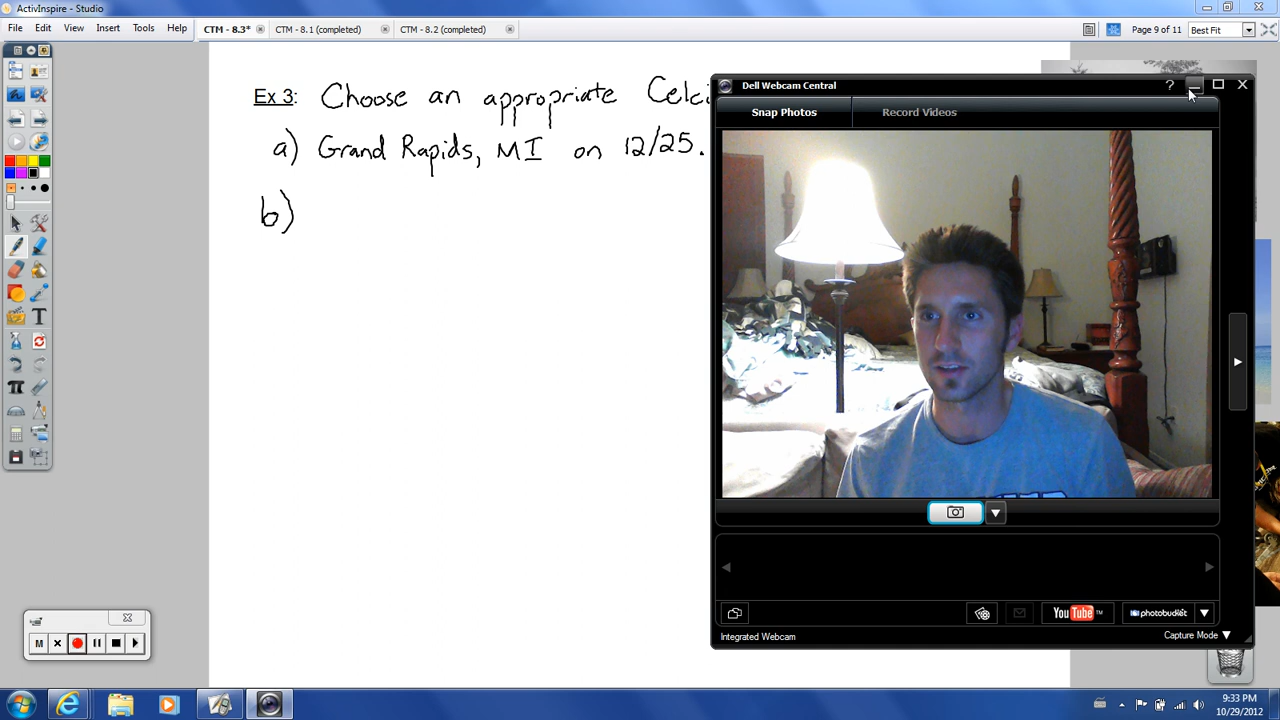 ActivInspire - Studio
File Edit View Insert Tools Help
CTM - 8.3* CTM - 8.1 (completed) CTM - 8.2 (completed)
Page 9 of 11 Best Fit
Ex 3: Choose an appropriate Celci
a) Grand Rapids, MI on 12/25.
b)
Dell Webcam Central
?
Snap Photos Record Videos
You Tube ™ photobucket
Integrated Webcam Capture Mode
M
T
9:33 PM
10/29/2012